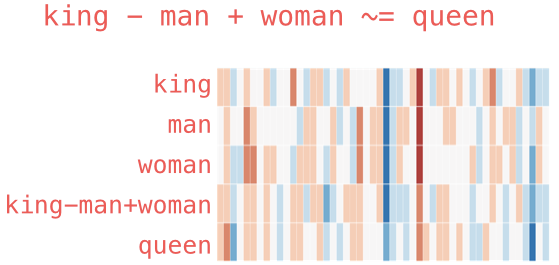 king − man + woman ~= queen
king
man
woman
king−man+woman
queen